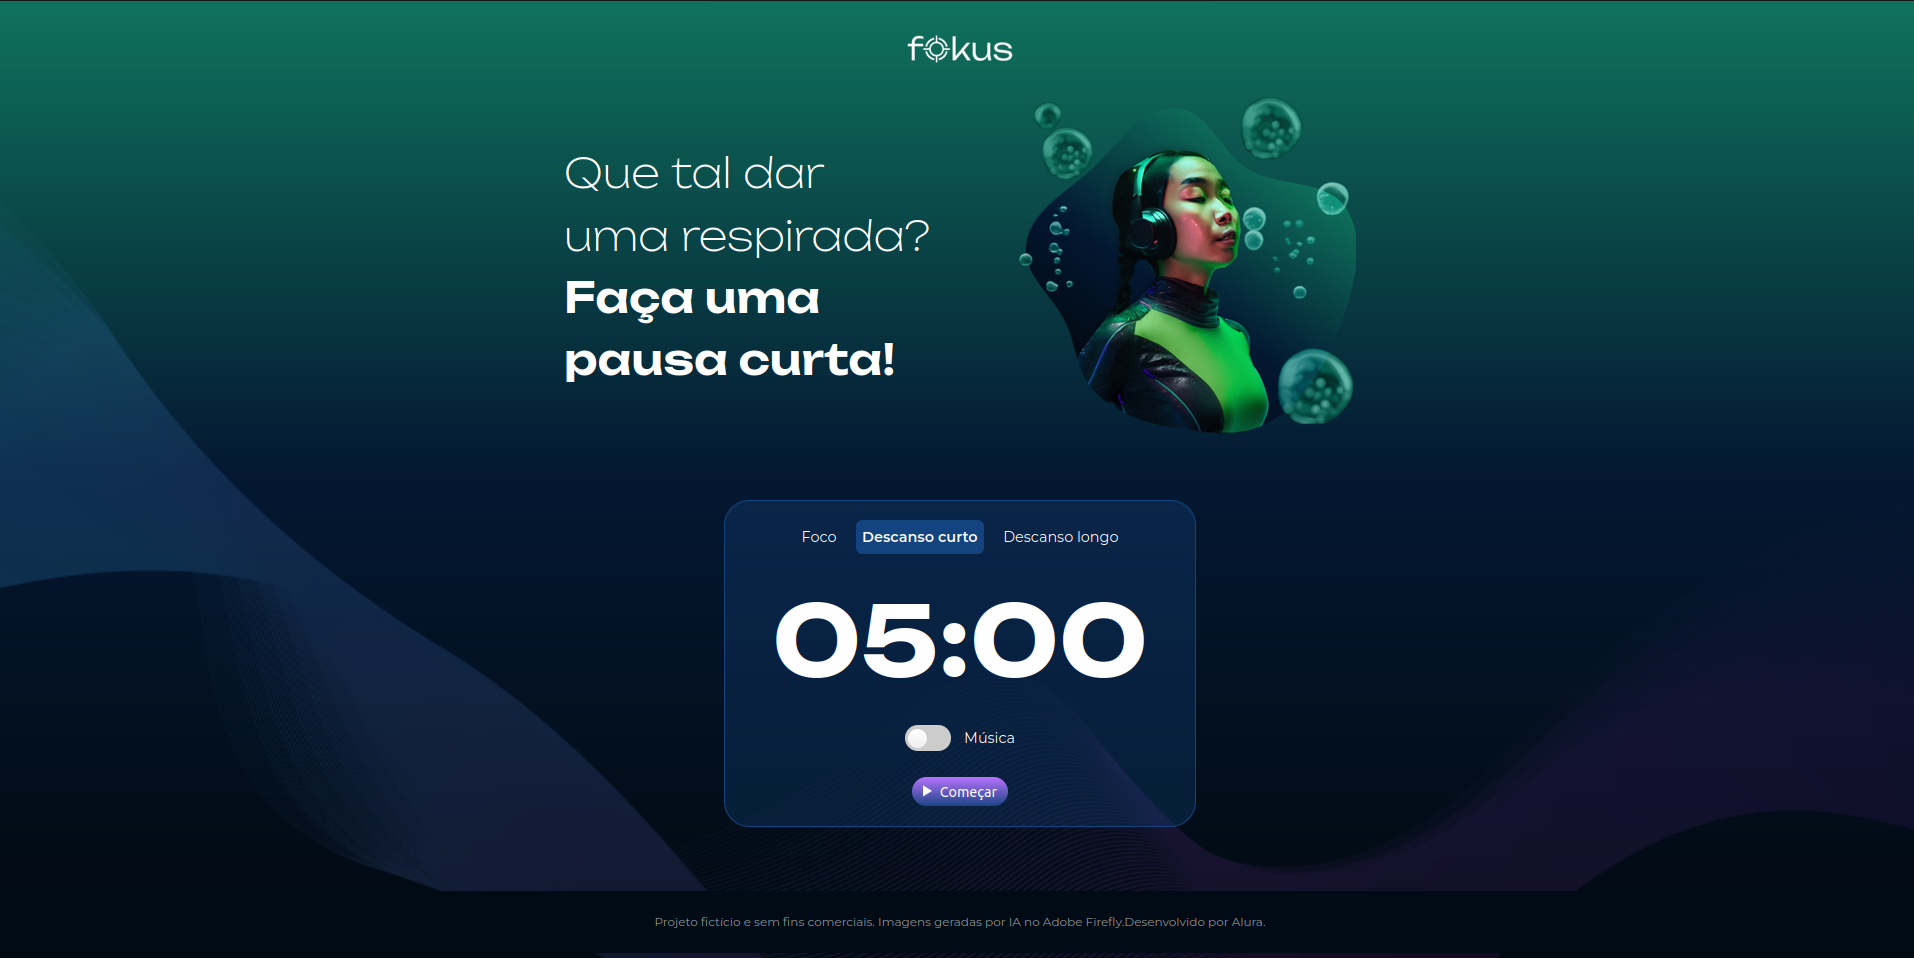 fokus
Que tal dar
uma respirada?
Faça uma
pausa curta!
Foco Descanso curto Descanso longo
05:00
Música
Começar
Projeto fictício e sem fins comerciais. Imagens geradas por IA no Adobe Firefly.Desenvolvido por Alura.